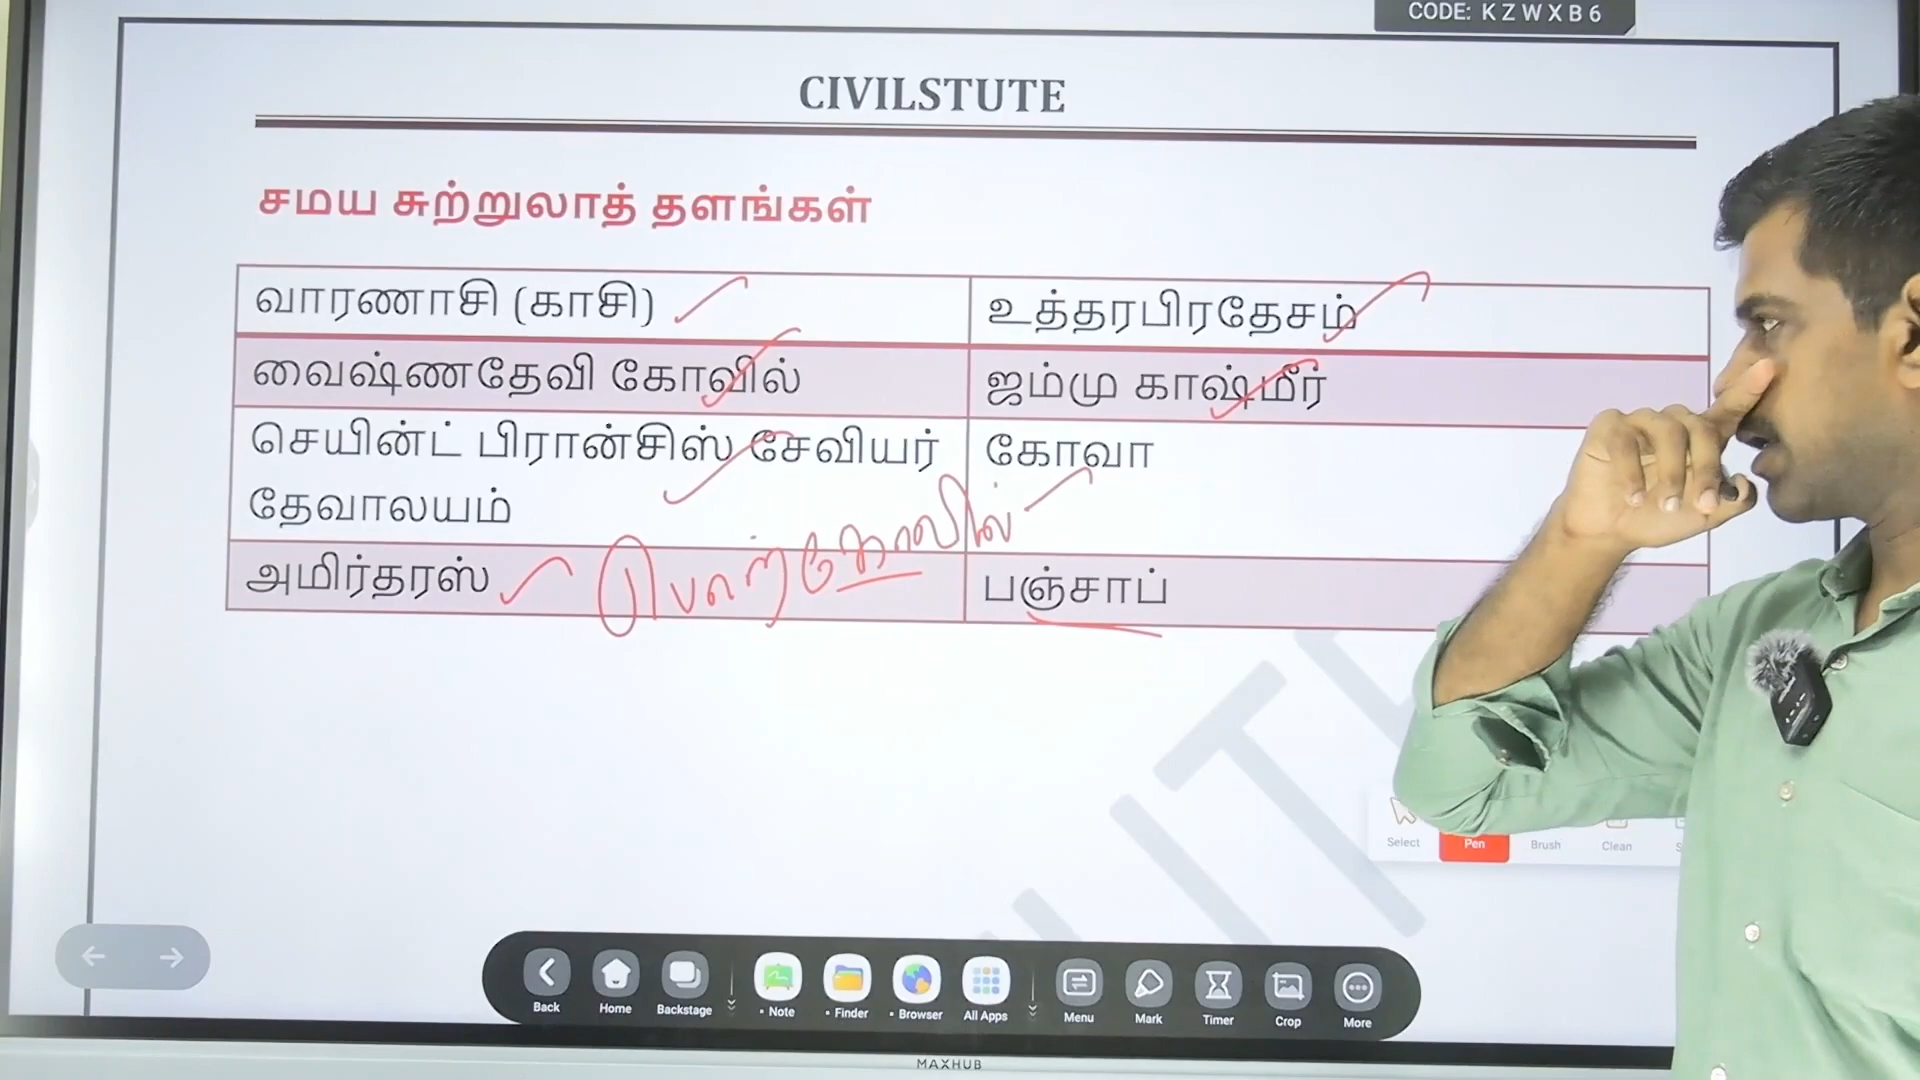 CODE: KZWXB6
CIVILSTUTE
சமய சுற்றுலாத் தளங்கள்
வாரணாசி (காசி) உத்தரபிரதேசம்
வைஷ்ணதேவி கோவில் ஜம்மு காஷ்மீர்
செயின்ட் பிரான்சிஸ் சேவியர் கோவா
தேவாலயம்
அமிர்தரஸ் பொற்கோவில் பஞ்சாப்
Select Pen Brush Clean
Back Home Backstage Note Finder Browser All Apps Menu Mark Timer Crop More
MAXHUB